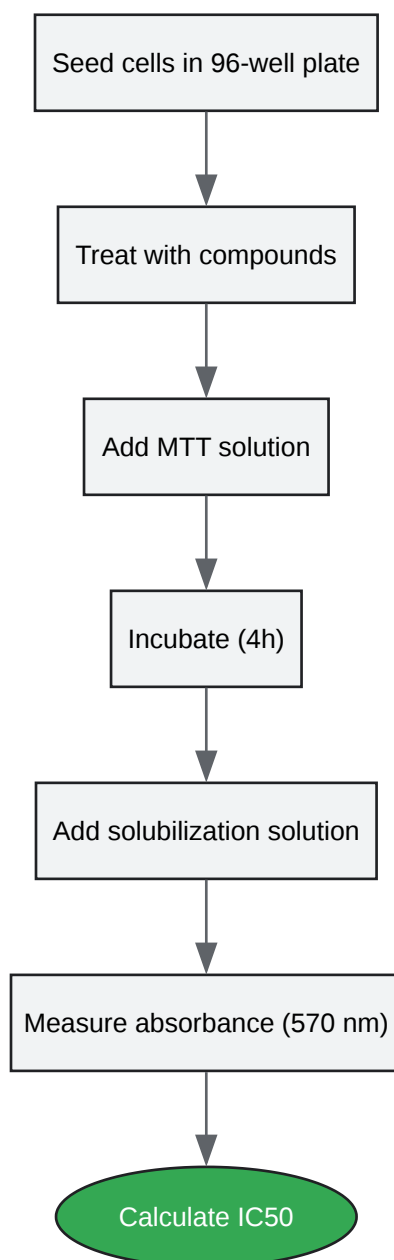 Seed cells in 96-well plate
Treat with compounds
Add MTT solution
Incubate (4h)
Add solubilization solution
Measure absorbance (570 nm)
Calculate IC50